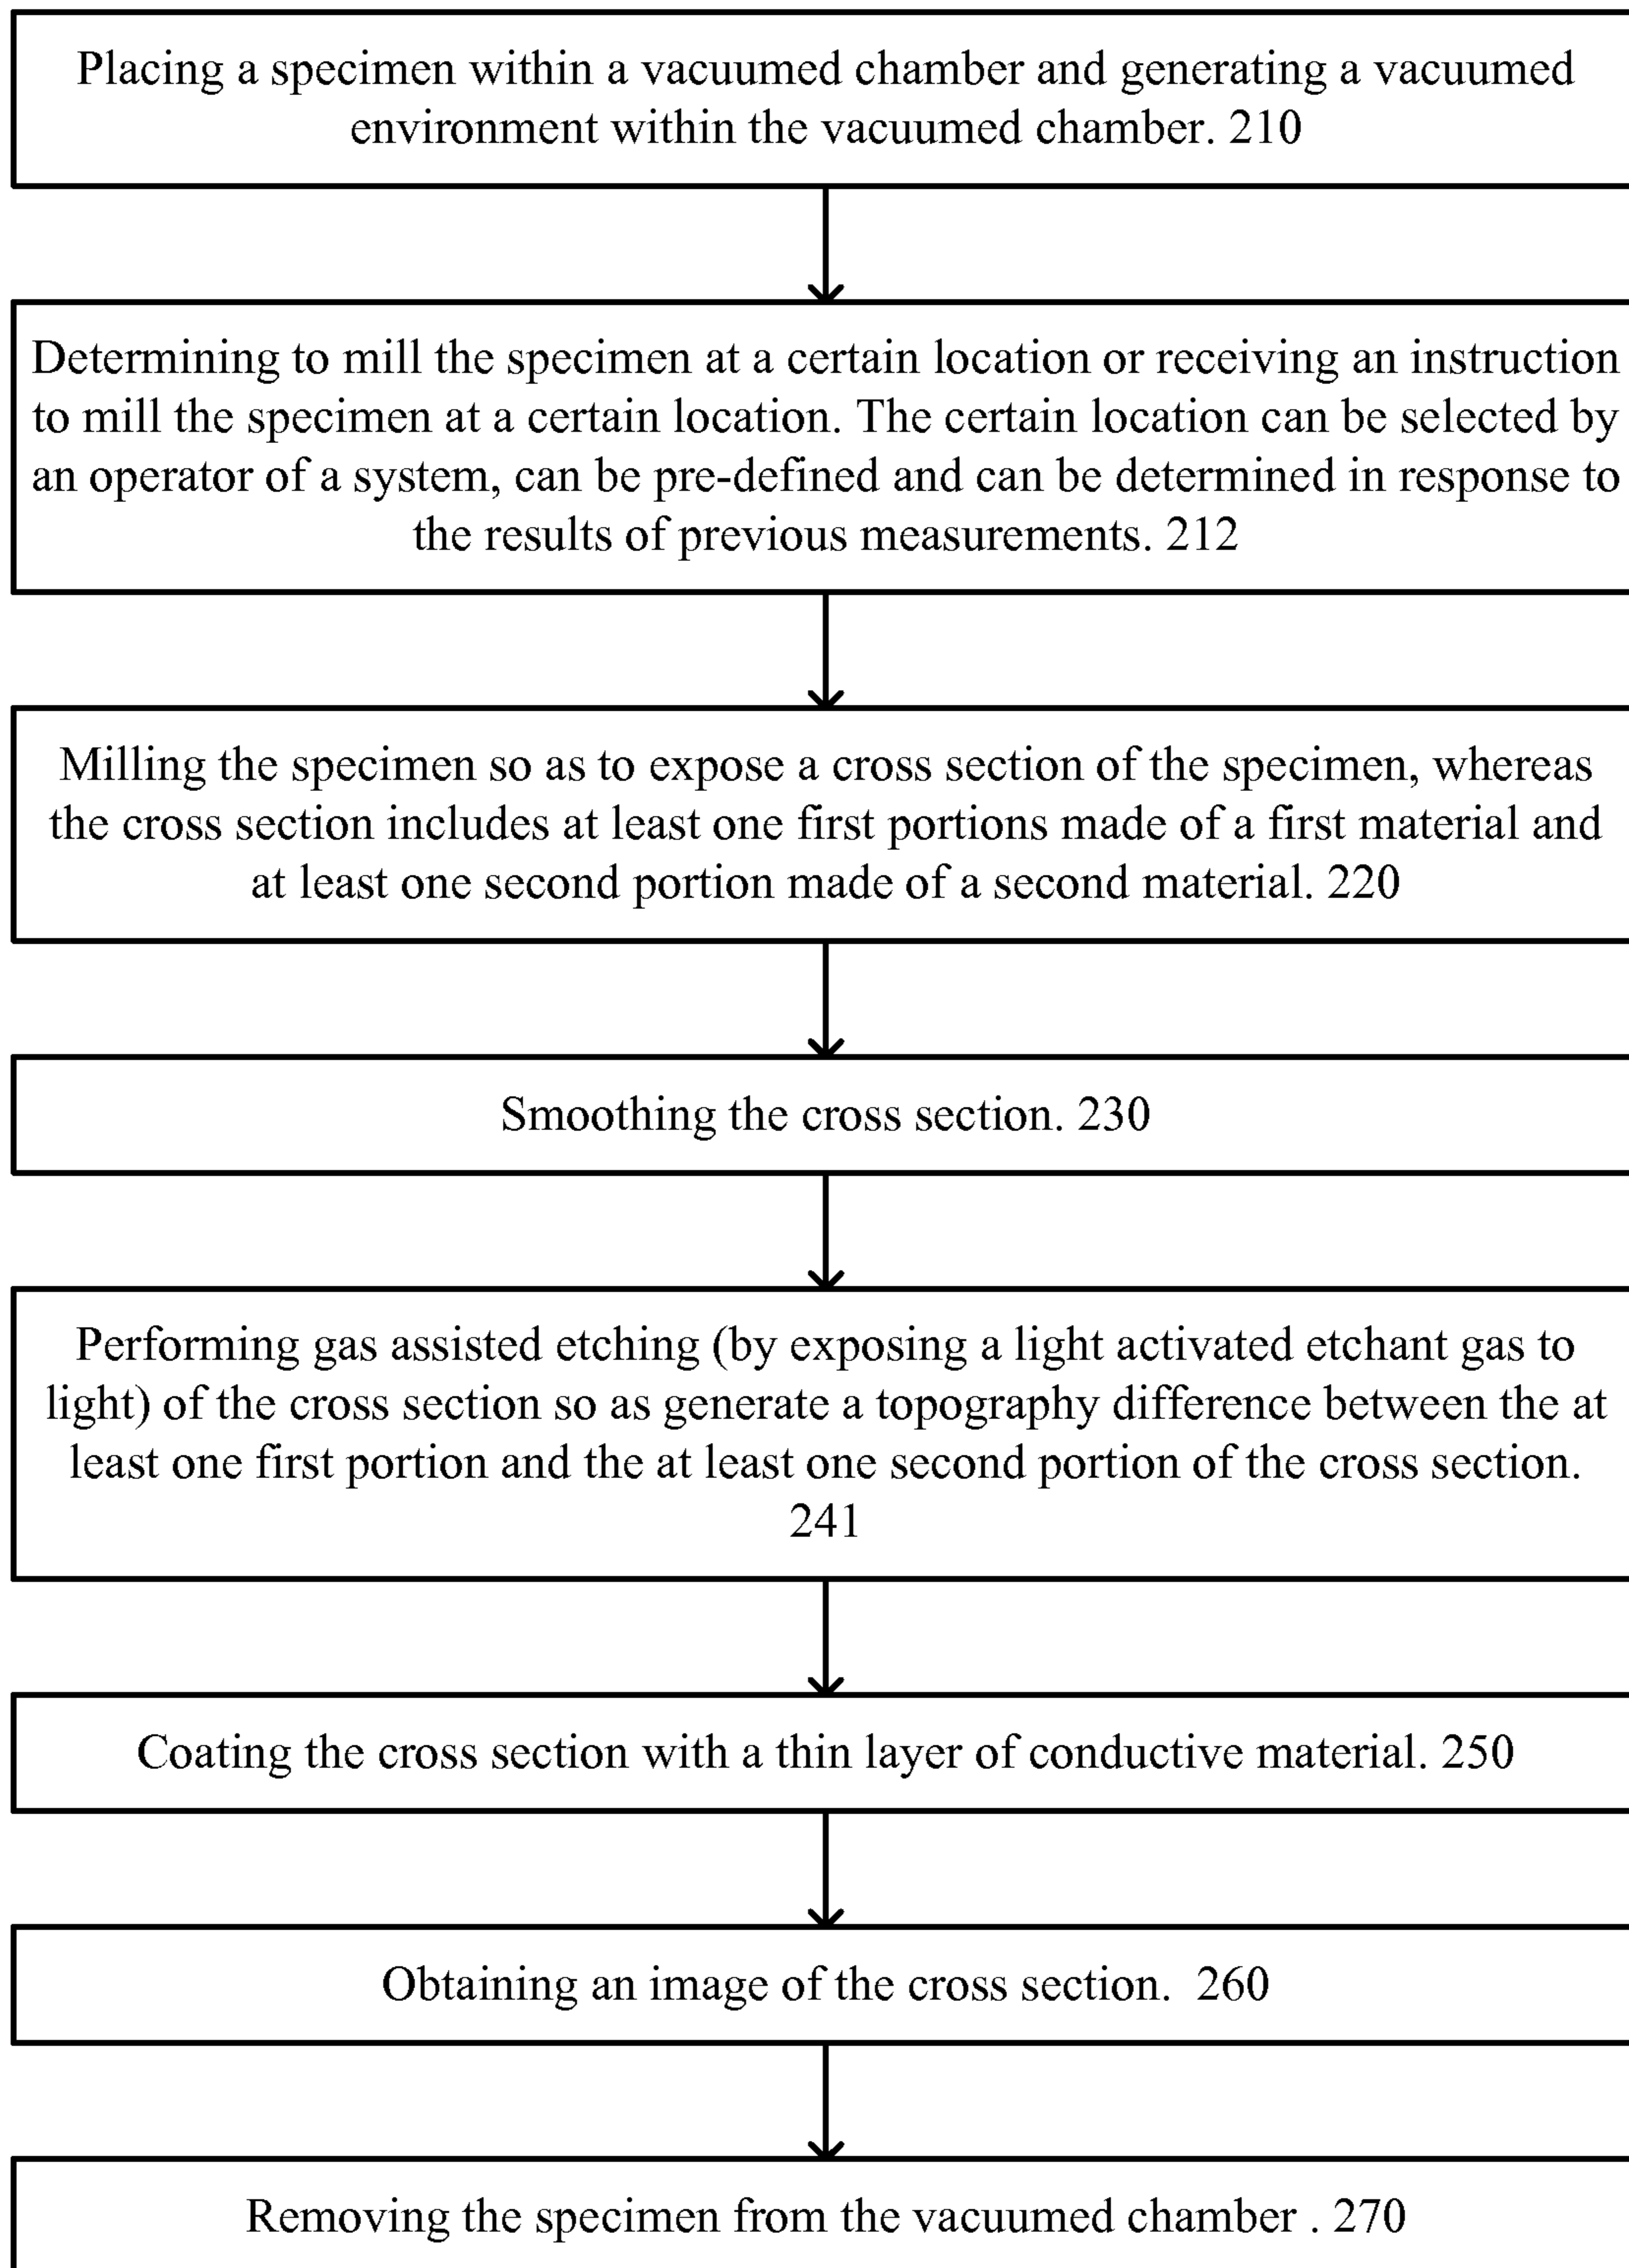 Placing a specimen within a vacuumed chamber and generating a vacuumed
environment within the vacuumed chamber. 210
Determining to mill the specimen at a certain location or receiving an instruction
to mill the specimen at a certain location. The certain location can be selected by
an operator of a system, can be pre-defined and can be determined in response to
the results of previous measurements. 212
Milling the specimen so as to expose a cross section of the specimen, whereas
the cross section includes at least one first portions made of a first material and
at least one second portion made of a second material. 220
Smoothing the cross section. 230
Performing gas assisted etching (by exposing a light activated etchant gas to
light) of the cross section so as generate a topography difference between the at
least one first portion and the at least one second portion of the cross section.
241
Coating the cross section with a thin layer of conductive material. 250
Obtaining an image of the cross section.  260
Removing the specimen from the vacuumed chamber . 270